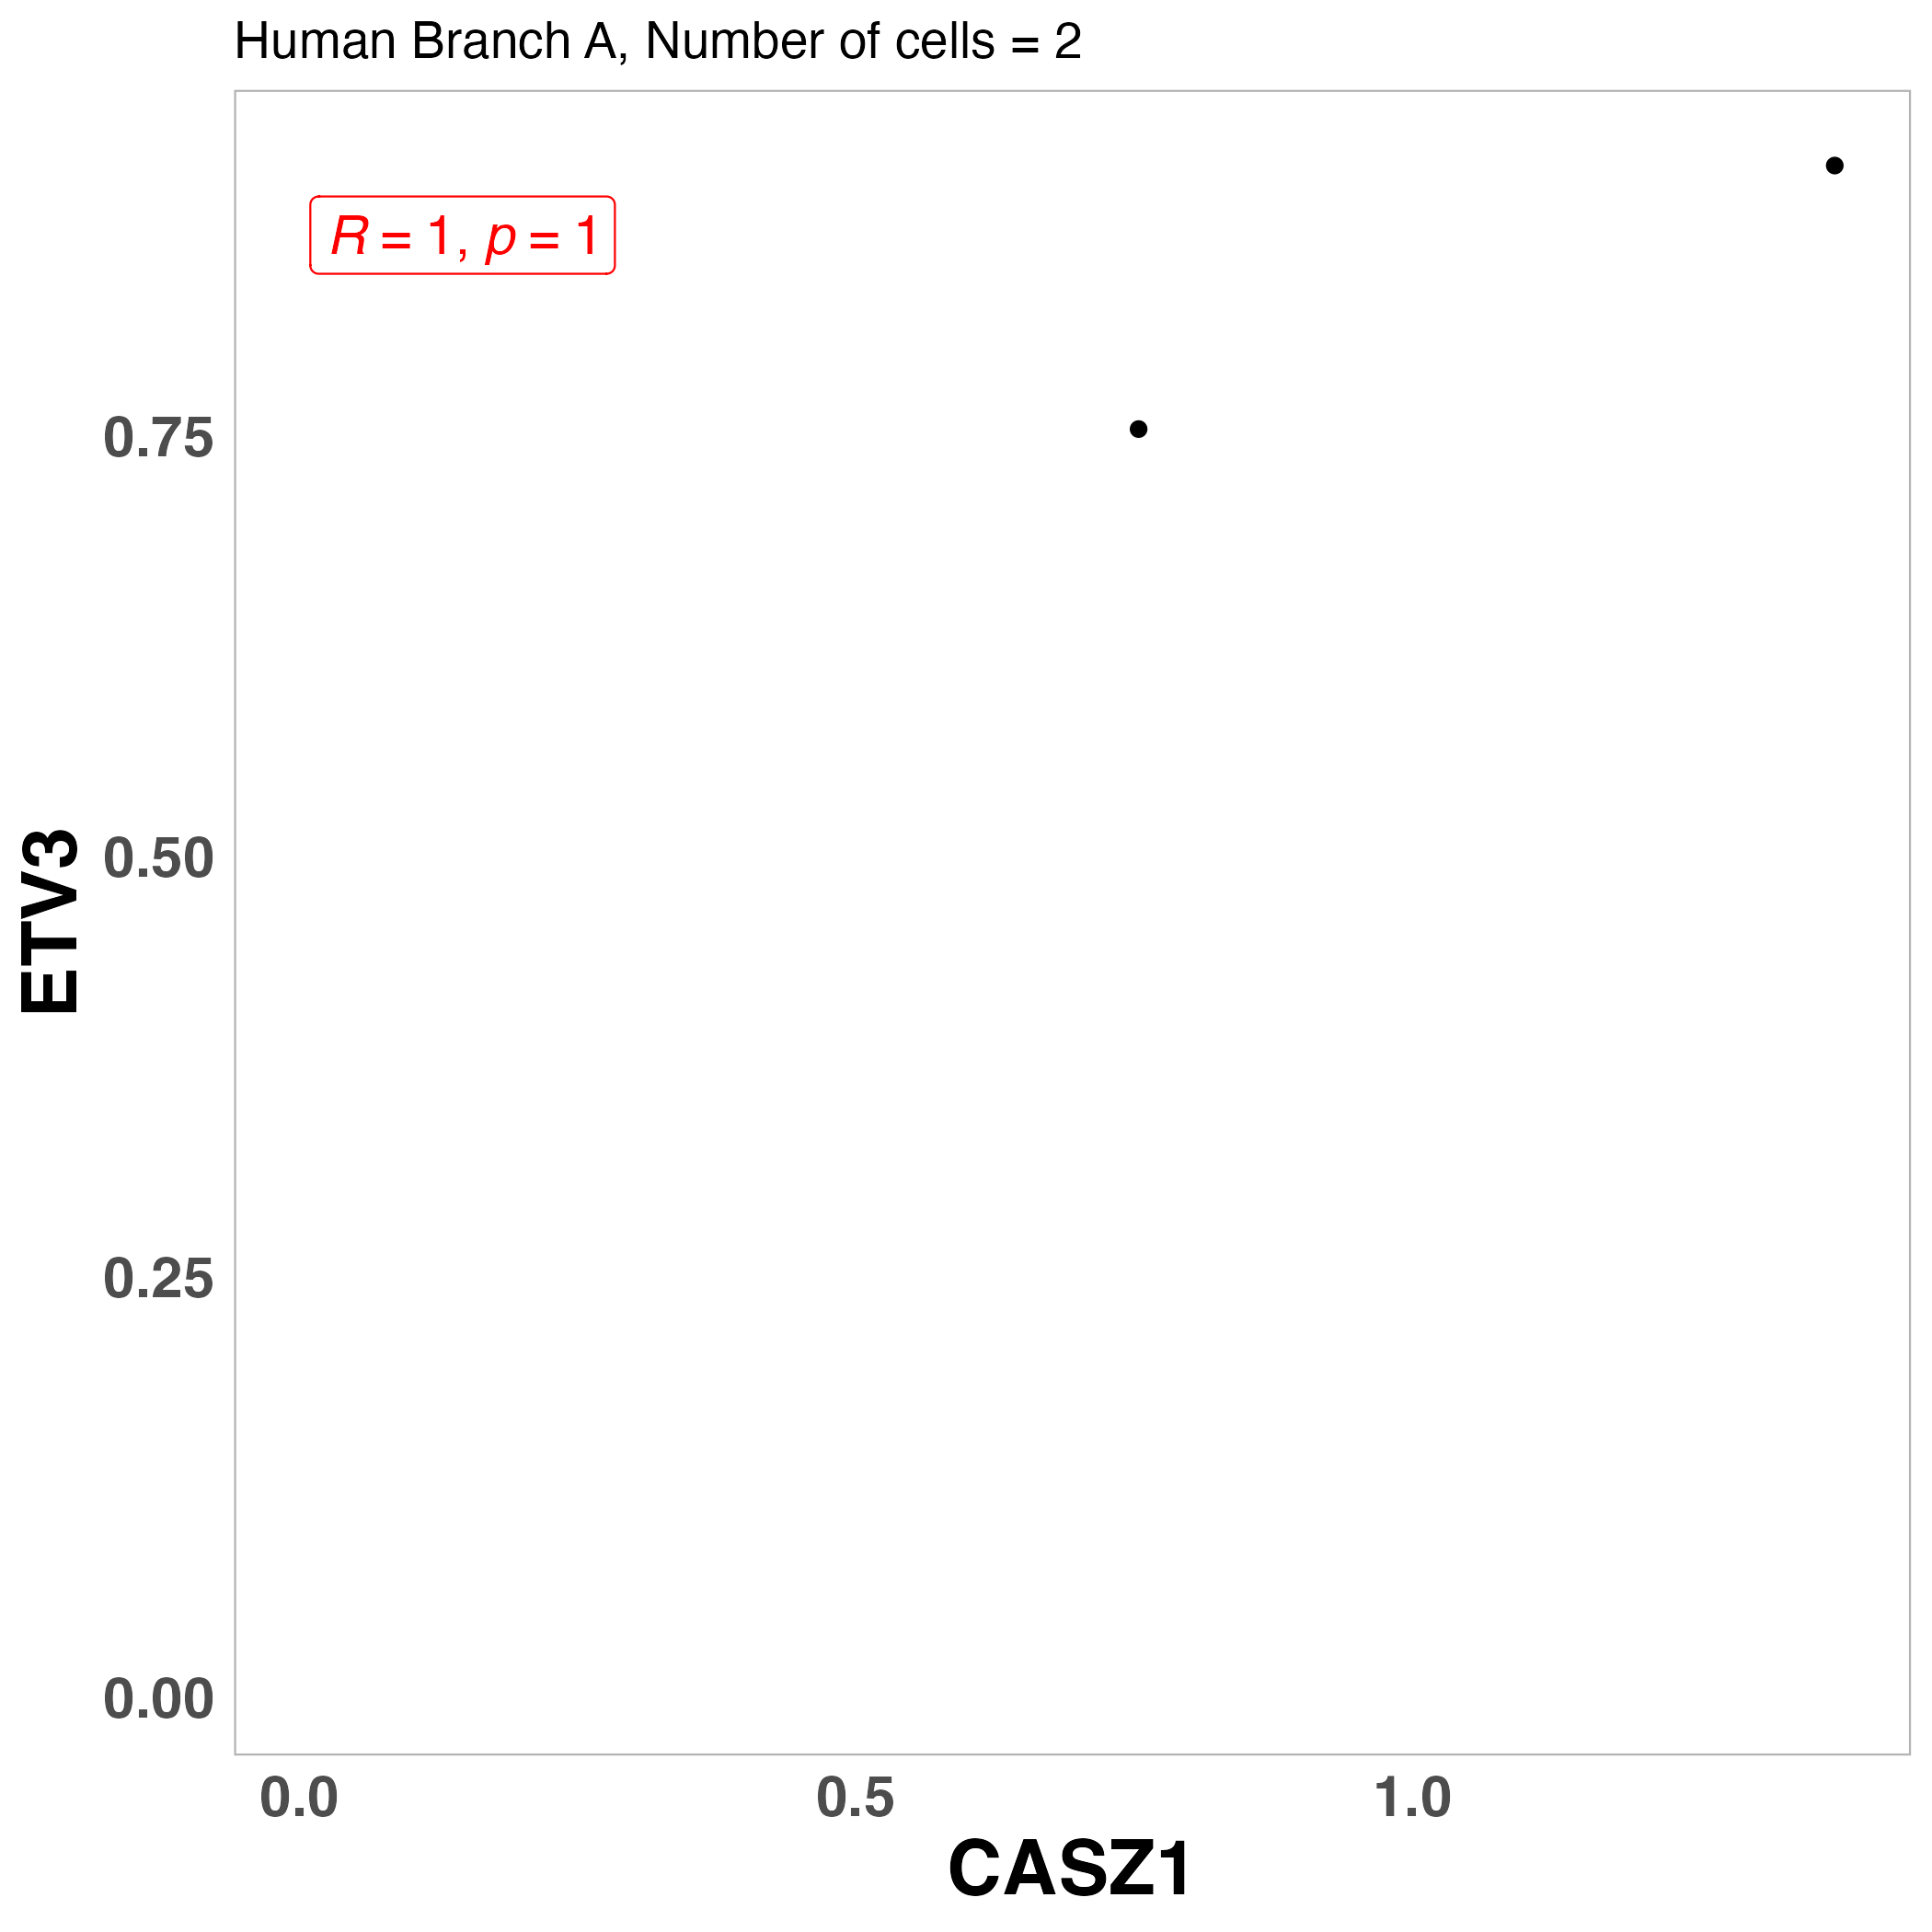 Human Branch A, Number of cells = 2
R = 1, p = 1
0.75
0.50
0.25
0.00
ETV3
0.0 0.5 1.0
CASZ1